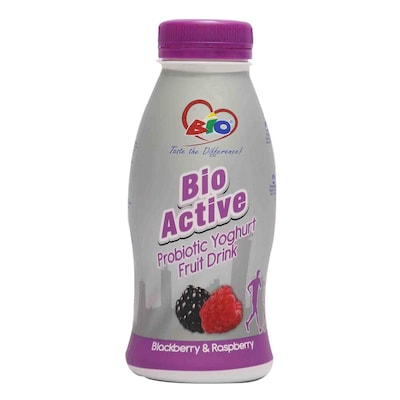 BIO®
Taste the Difference!
Bio
Active
Probiotic Yoghurt
Fruit Drink
Blackberry & Raspberry